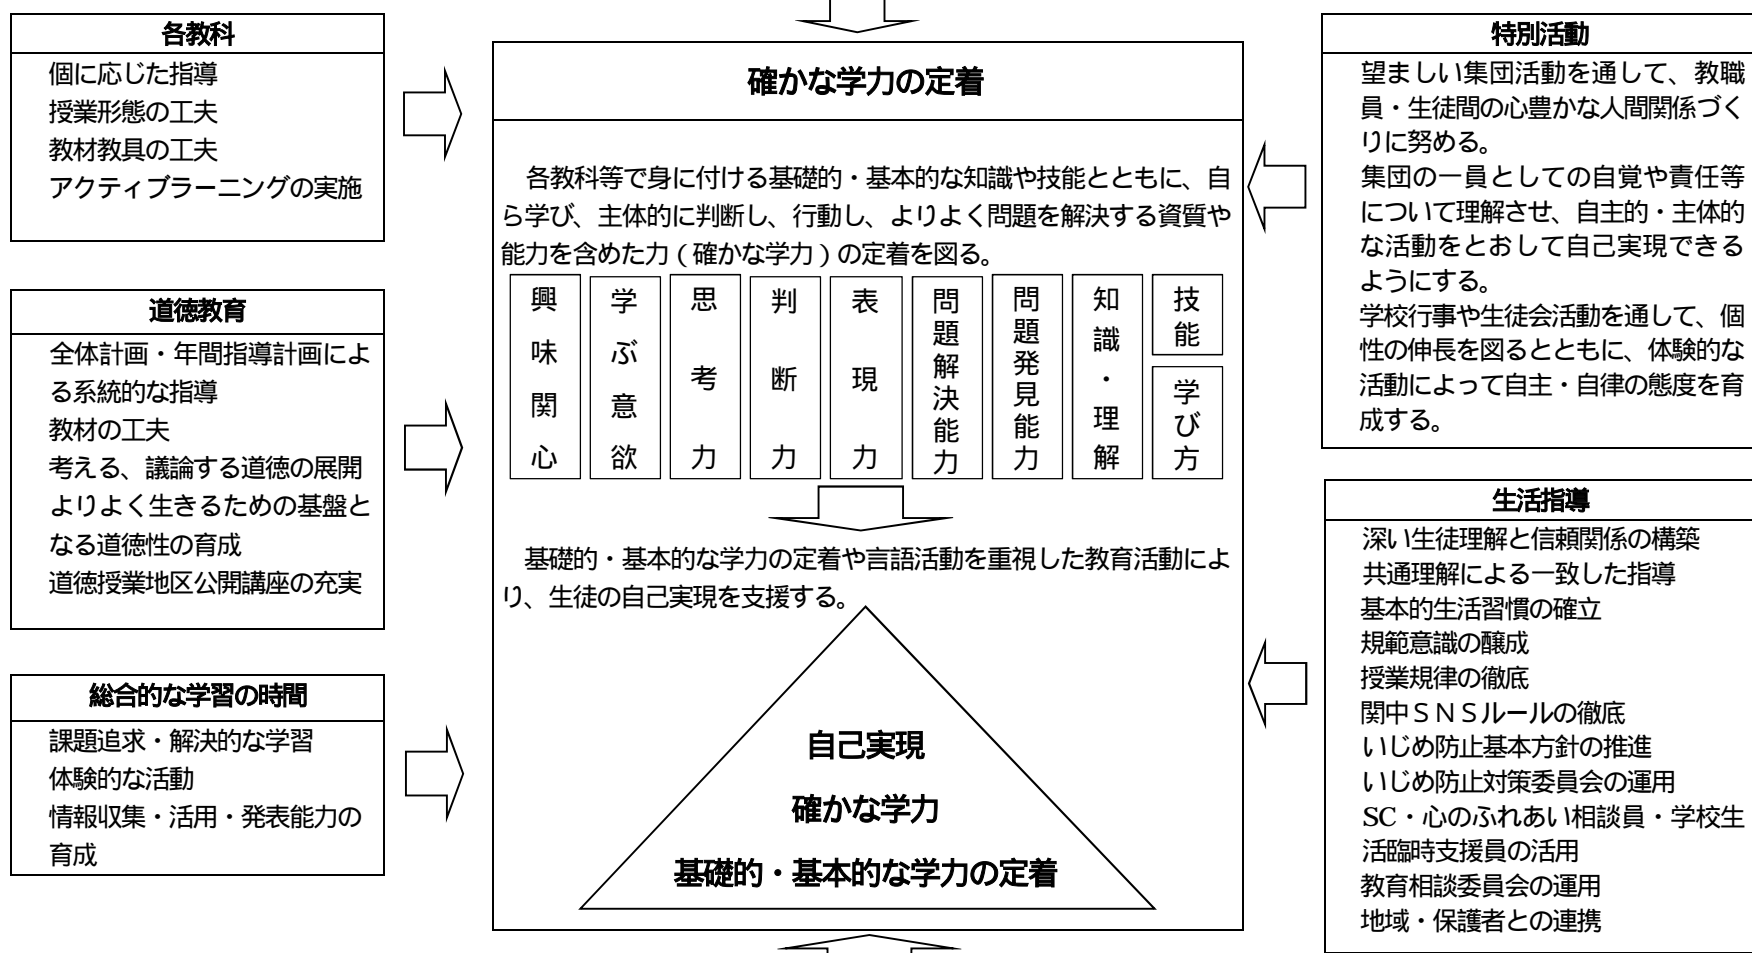 各教科
個に応じた指導
授業形態の工夫
教材教具の工夫
アクティブラーニングの実施
道徳教育
全体計画・年間指導計画によ
る系統的な指導
教材の工夫
考える、議論する道徳の展開
よりよく生きるための基盤と
なる道徳性の育成
道徳授業地区公開講座の充実
総合的な学習の時間
課題追求・解決的な学習
体験的な活動
情報収集・活用・発表能力の
育成
確かな学力の定着
各教科等で身に付ける基礎的・基本的な知識や技能とともに、自
ら学び、主体的に判断し、行動し、よりよく問題を解決する資質や
能力を含めた力(確かな学力)の定着を図る。
興味関心
学ぶ意欲
思考力
判断力
表現力
問題解決能力
問題発見能力
知識・理解
技能
学び方
基礎的・基本的な学力の定着や言語活動を重視した教育活動によ
り、生徒の自己実現を支援する。
自己実現
確かな学力
基礎的・基本的な学力の定着
特別活動
望ましい集団活動を通して、教職
員・生徒間の心豊かな人間関係づく
りに努める。
集団の一員としての自覚や責任等
について理解させ、自主的・主体的
な活動をとおして自己実現できる
ようにする。
学校行事や生徒会活動を通して、個
性の伸長を図るとともに、体験的な
活動によって自主・自律の態度を育
成する。
生活指導
深い生徒理解と信頼関係の構築
共通理解による一致した指導
基本的生活習慣の確立
規範意識の醸成
授業規律の徹底
関中SNSルールの徹底
いじめ防止基本方針の推進
いじめ防止対策委員会の運用
SC・心のふれあい相談員・学校生
活臨時支援員の活用
教育相談委員会の運用
地域・保護者との連携